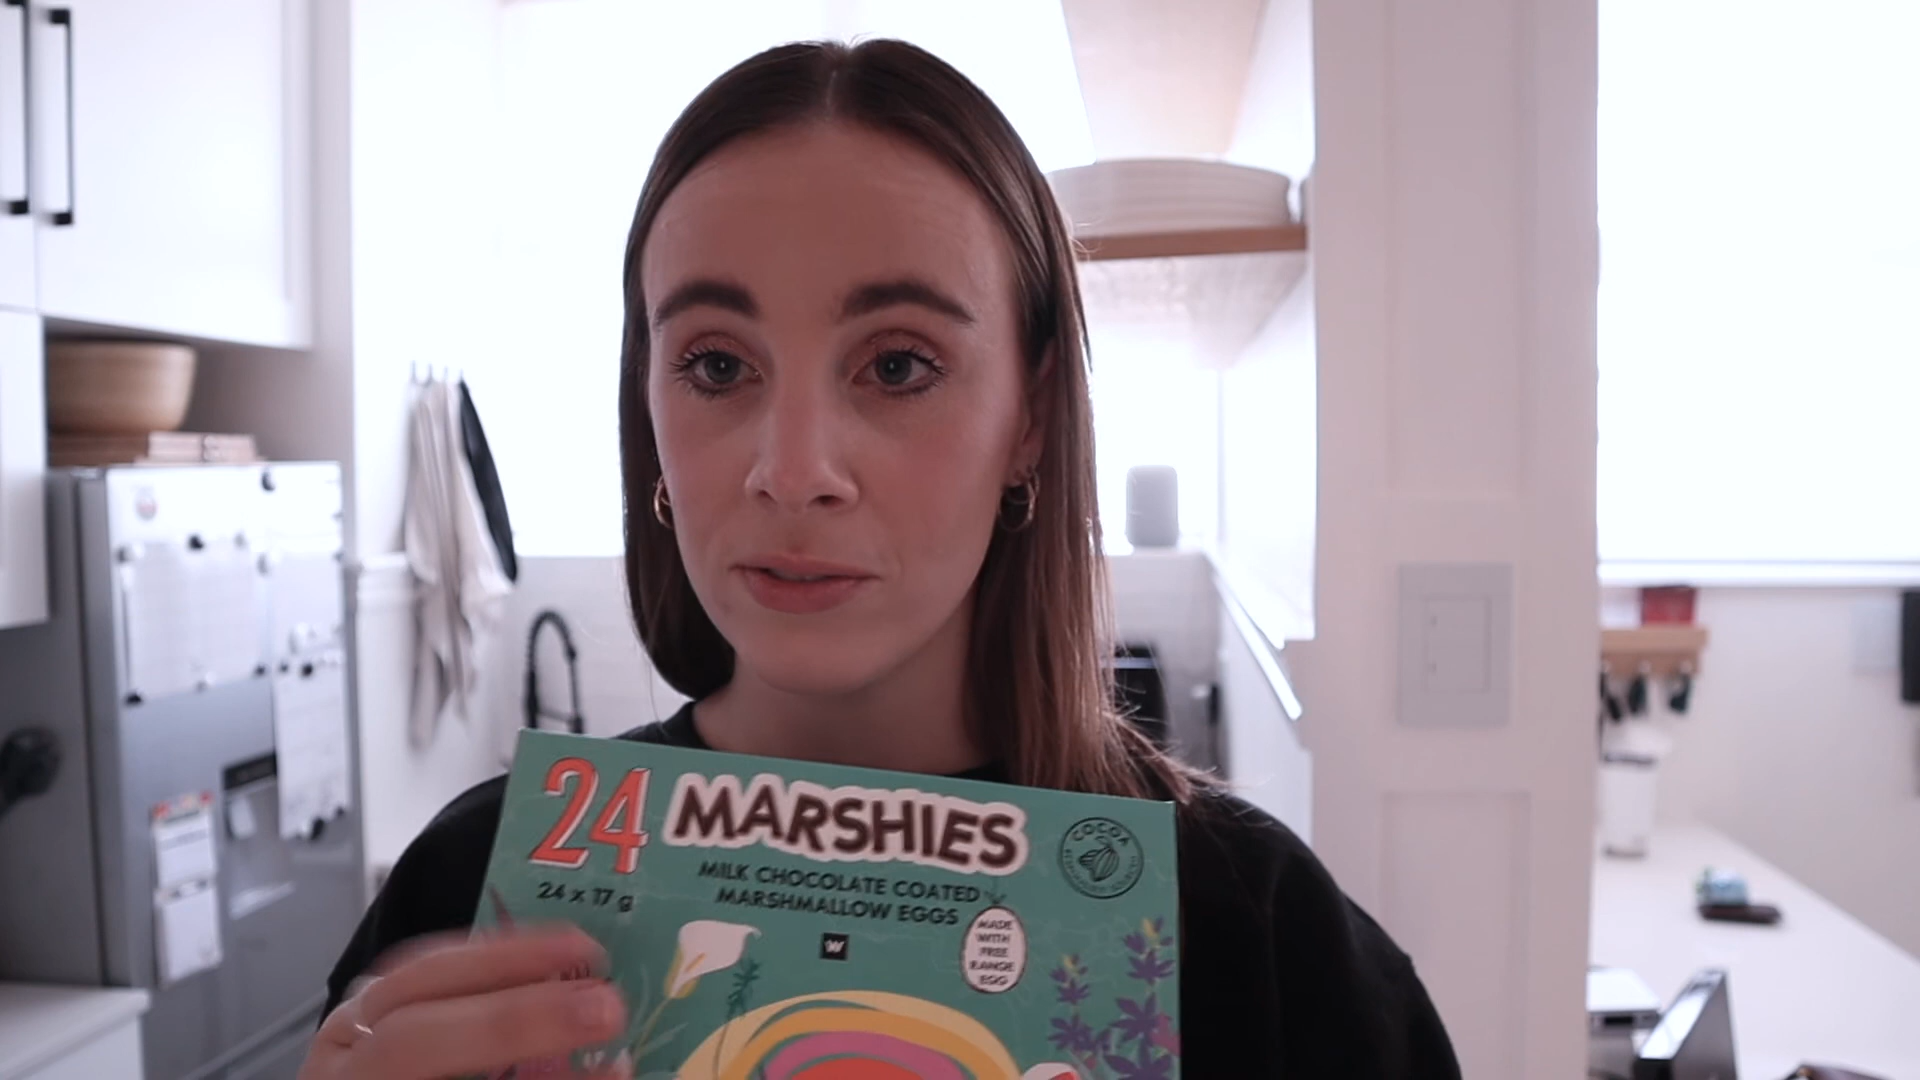 24 MARSHIES
24 x 17 g
MILK CHOCOLATE COATED
MARSHMALLOW EGGS
W
COCOA
MADE
WITH
FREE
RANGE
EGG